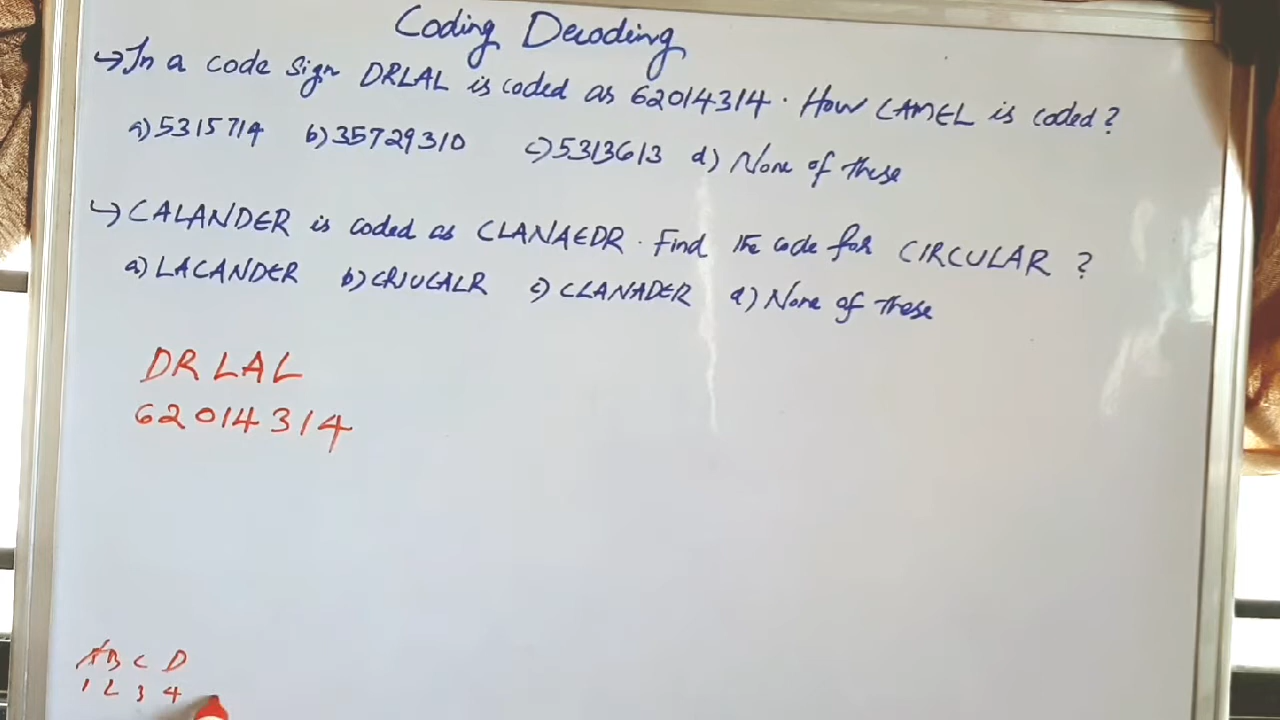 Coding Decoding
→ In a code sign DRLAL is coded as 62014314. How CAMEL is coded?
a) 5315714 b) 35729310 c) 5313613 d) None of these
↳ CALANDER is coded as CLANAEDR. Find the code for CIRCULAR ?
a) LACANDER b) CRIUCALR c) CLANADER d) None of these
DRLAL
62014314
A B C D
1 2 3 4